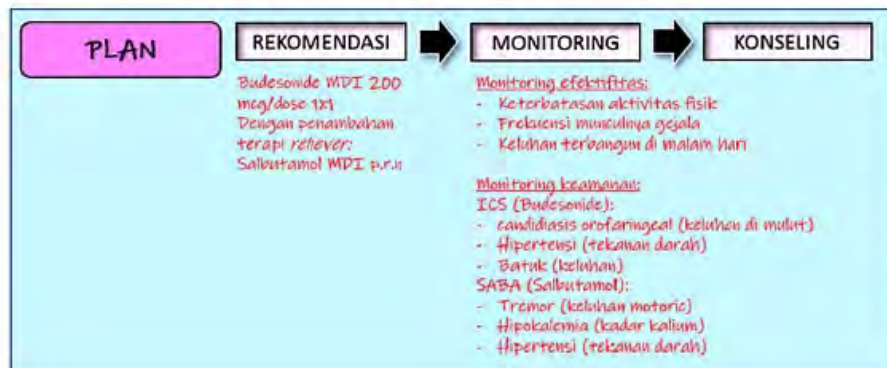 PLAN
REKOMENDASI
MONITORING
KONSELING
Budesonide MDI 200
mcg/dose 1x1
Dengan penambahan
terapi reliever:
Salbutamol MDI p.r.n
Monitoring efektifitas:
- Keterbatasan aktivitas fisik
- Frekuensi munculnya gejala
- Keluhan terbangun di malam hari
Monitoring keamanan:
ICS (Budesonide):
- candidiasis orofaringeal (keluhan di mulut)
- Hipertensi (tekanan darah)
- Batuk (keluhan)
SABA (Salbutamol):
- Tremor (keluhan motoric)
- Hipokalemia (kadar kalium)
- Hipertensi (tekanan darah)